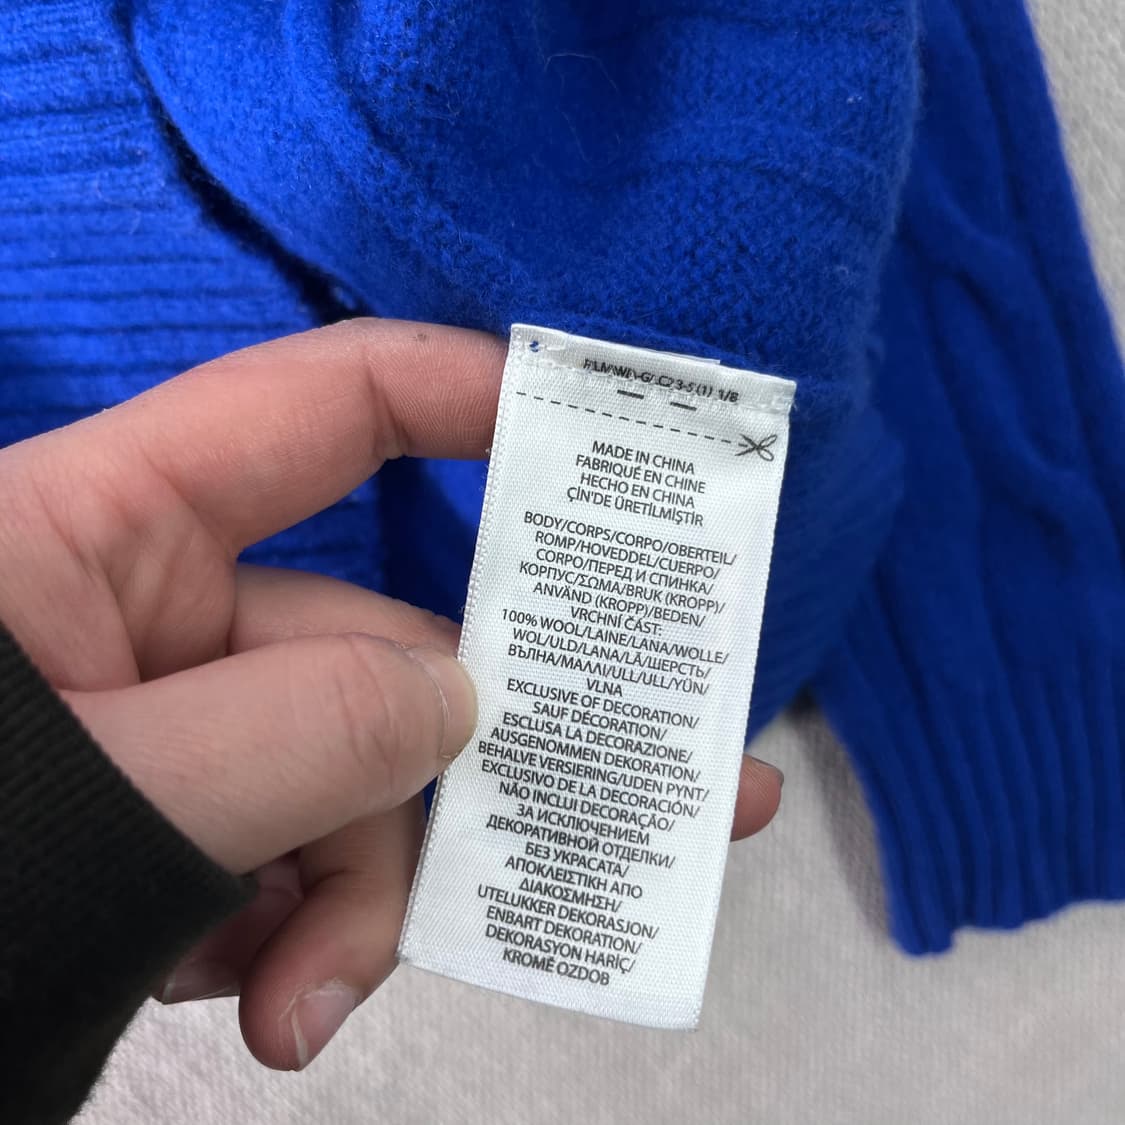 1/8
MADE IN CHINA
FABRIQUÉ EN CHINE
HECHO EN CHINA
ÇİN'DE ÜRETİLMİŞTİR
BODY/CORPS/CORPO/OBERTEIL/
ROMP/HOVEDDEL/CUERPO/
CORPO/ПЕРЕД И СПИНКА/
КОРПУС/ΣΩΜΑ/BRUK (KROPP)/
ANVÄND (KROPP)/BEDEN/
VRCHNÍ ČÁST:
100% WOOL/LAINE/LANA/WOLLE/
WOL/ULD/LANA/LÃ/ШЕРСТЬ/
ВЪЛНА/ΜΑΛΛΙ/ULL/ULL/YÜN/
VLNA
EXCLUSIVE OF DECORATION/
SAUF DÉCORATION/
ESCLUSA LA DECORAZIONE/
AUSGENOMMEN DEKORATION/
BEHALVE VERSIERING/UDEN PYNT/
EXCLUSIVO DE LA DECORACIÓN/
NÃO INCLUI DECORAÇÃO/
ЗА ИСКЛЮЧЕНИЕМ
ДЕКОРАТИВНОЙ ОТДЕЛКИ/
БЕЗ УКРАСАТА/
ΑΠΟΚΛΕΙΣΤΙΚΗ ΑΠΟ
ΔΙΑΚΟΣΜΗΣΗ/
UTELUKKER DEKORASJON/
ENBART DEKORATION/
DEKORASYON HARİÇ/
KROMĚ OZDOB